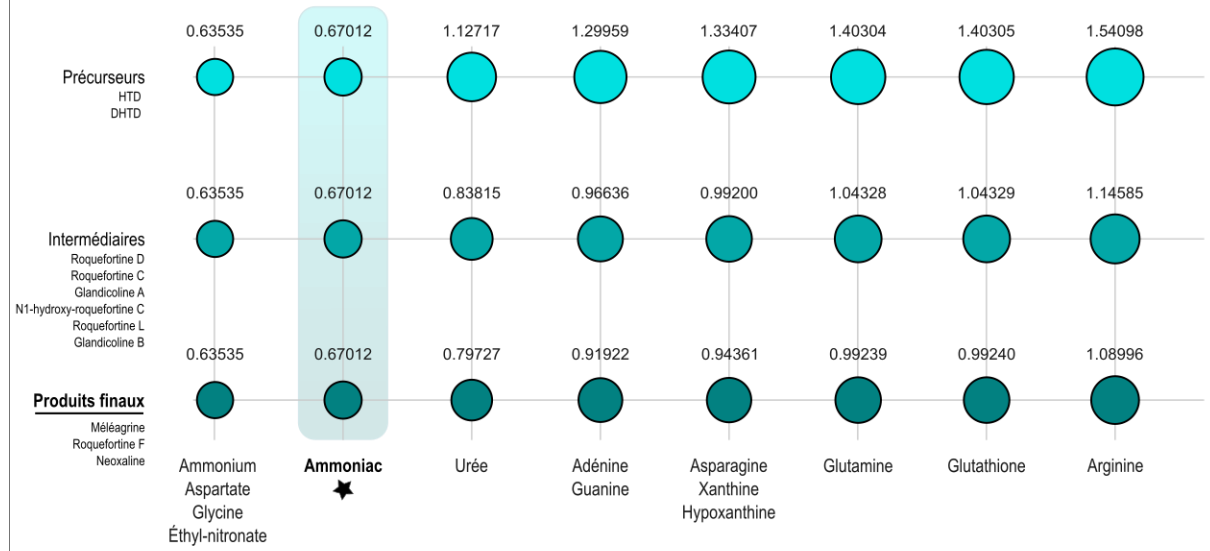 0.63535 0.67012 1.12717 1.29959 1.33407 1.40304 1.40305 1.54098
Précurseurs
HTD
DHTD
0.63535 0.67012 0.83815 0.96636 0.99200 1.04328 1.04329 1.14585
Intermédiaires
Roquefortine D
Roquefortine C
Glandicoline A
N1-hydroxy-roquefortine C
Roquefortine L
Glandicoline B
0.63535 0.67012 0.79727 0.91922 0.94361 0.99239 0.99240 1.08996
Produits finaux
Méléagrine
Roquefortine F
Neoxaline
Ammonium Ammoniac Urée Adénine Asparagine Glutamine Glutathione Arginine
Aspartate Guanine Xanthine
Glycine Hypoxanthine
Éthyl-nitronate